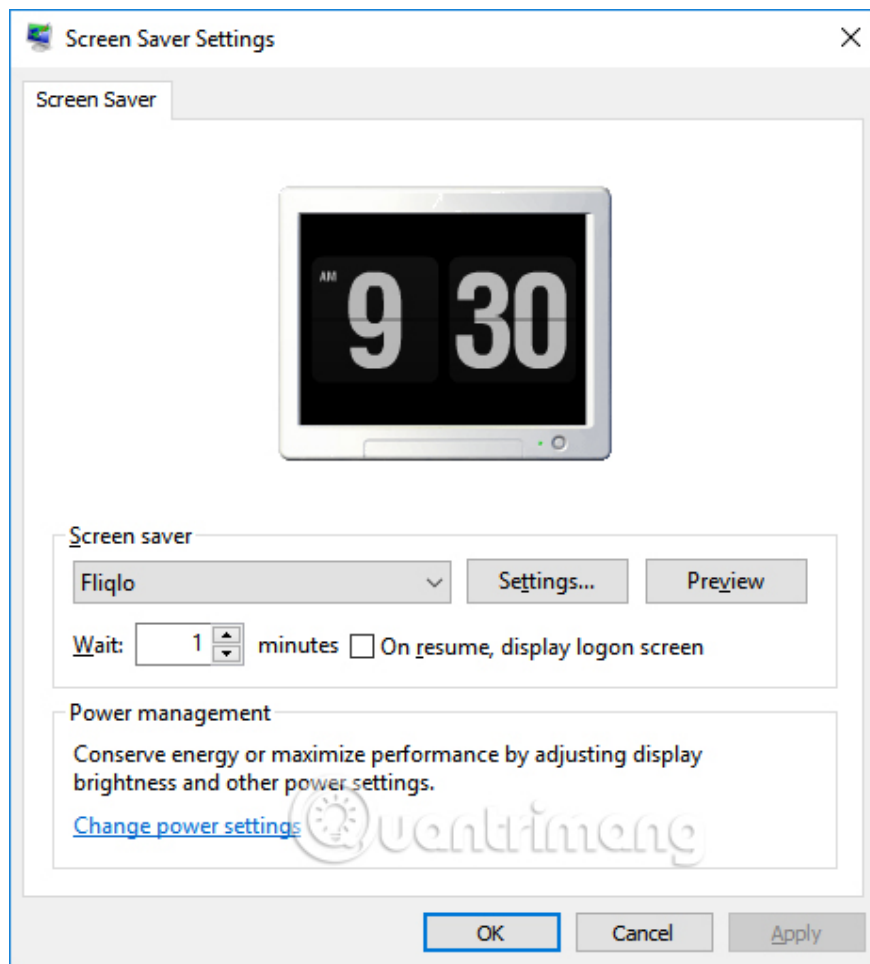 Screen Saver Settings
Screen Saver
AM 9 30
Screen saver
Fliqlo
Settings...
Preview
Wait: 1 minutes On resume, display logon screen
Power management
Conserve energy or maximize performance by adjusting display
brightness and other power settings.
Change power settings
Quantrimang
OK
Cancel
Apply